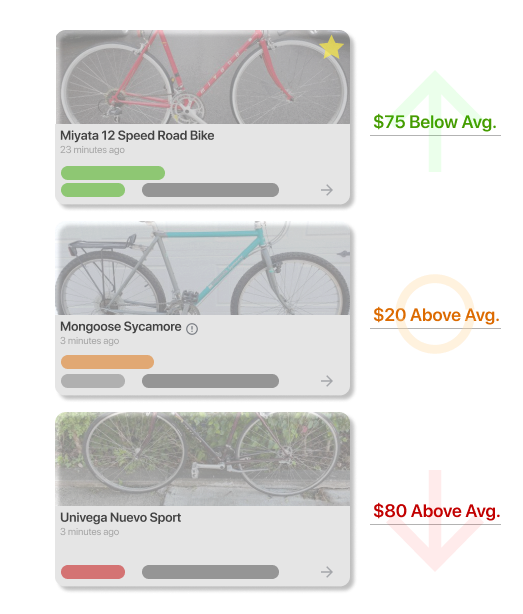 Miyata 12 Speed Road Bike
23 minutes ago
$75 Below Avg.
Mongoose Sycamore
3 minutes ago
$20 Above Avg.
Univega Nuevo Sport
3 minutes ago
$80 Above Avg.